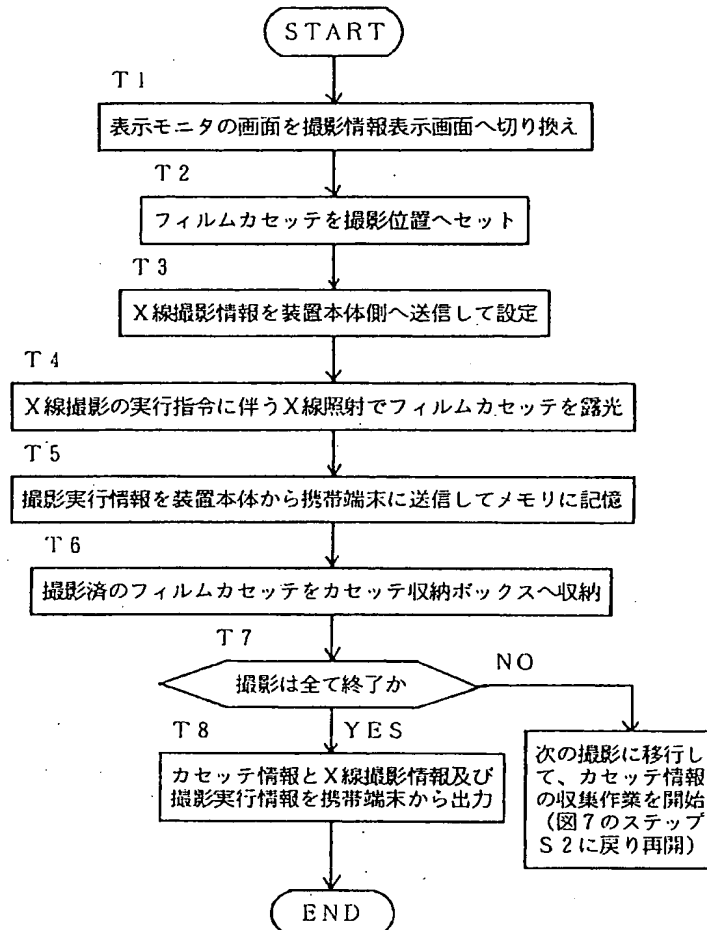 START
T1
表示モニタの画面を撮影情報表示画面へ切り換え
T2
フィルムカセッテを撮影位置へセット
T3
X線撮影情報を装置本体側へ送信して設定
T4
X線撮影の実行指令に伴うX線照射でフィルムカセッテを露光
T5
撮影実行情報を装置本体から携帯端末に送信してメモリに記憶
T6
撮影済のフィルムカセッテをカセッテ収納ボックスへ収納
T7
撮影は全て終了か
NO
YES
T8
カセッテ情報とX線撮影情報及び
撮影実行情報を携帯端末から出力
次の撮影に移行し
て、カセッテ情報
の収集作業を開始
(図7のステップ
S2に戻り再開)
END